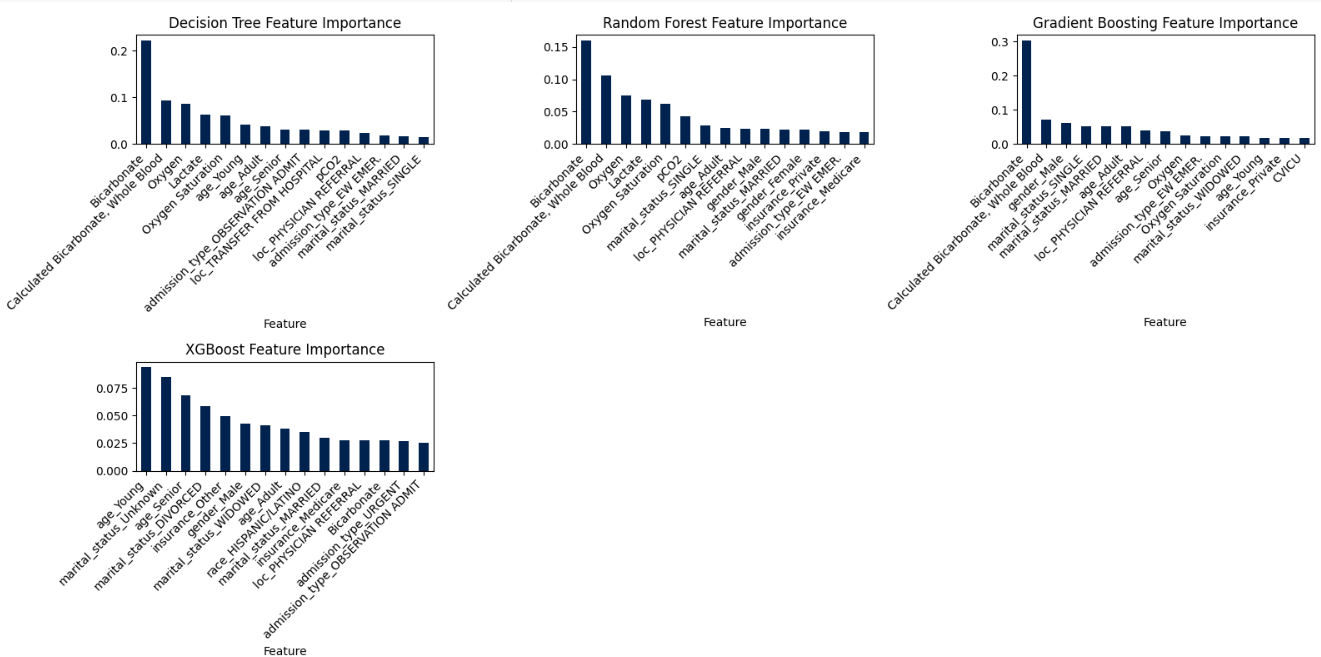 Decision Tree Feature Importance
0.2
0.1
0.0
Bicarbonate
Calculated Bicarbonate, Whole Blood
Oxygen
Lactate
Oxygen Saturation
age_Young
age_Adult
age_Senior
admission_type_OBSERVATION ADMIT
loc_TRANSFER FROM HOSPITAL
pCO2
loc_PHYSICIAN REFERRAL
admission_type_EW EMER.
marital_status_MARRIED
marital_status_SINGLE
Feature
Random Forest Feature Importance
0.15
0.10
0.05
0.00
Bicarbonate
Calculated Bicarbonate, Whole Blood
Oxygen
Lactate
Oxygen Saturation
pCO2
marital_status_SINGLE
age_Adult
loc_PHYSICIAN REFERRAL
gender_Male
marital_status_MARRIED
gender_Female
insurance_Private
admission_type_EW EMER.
insurance_Medicare
Feature
Gradient Boosting Feature Importance
0.3
0.2
0.1
0.0
Bicarbonate
Calculated Bicarbonate, Whole Blood
gender_Male
marital_status_SINGLE
marital_status_MARRIED
age_Adult
loc_PHYSICIAN REFERRAL
age_Senior
Oxygen
admission_type_EW EMER.
Oxygen Saturation
marital_status_WIDOWED
age_Young
insurance_Private
CVICU
Feature
XGBoost Feature Importance
0.075
0.050
0.025
0.000
age_Young
marital_status_Unknown
age_Senior
marital_status_DIVORCED
insurance_Other
gender_Male
marital_status_WIDOWED
age_Adult
race_HISPANIC/LATINO
marital_status_MARRIED
insurance_Medicare
loc_PHYSICIAN REFERRAL
Bicarbonate
admission_type_URGENT
admission_type_OBSERVATION ADMIT
Feature